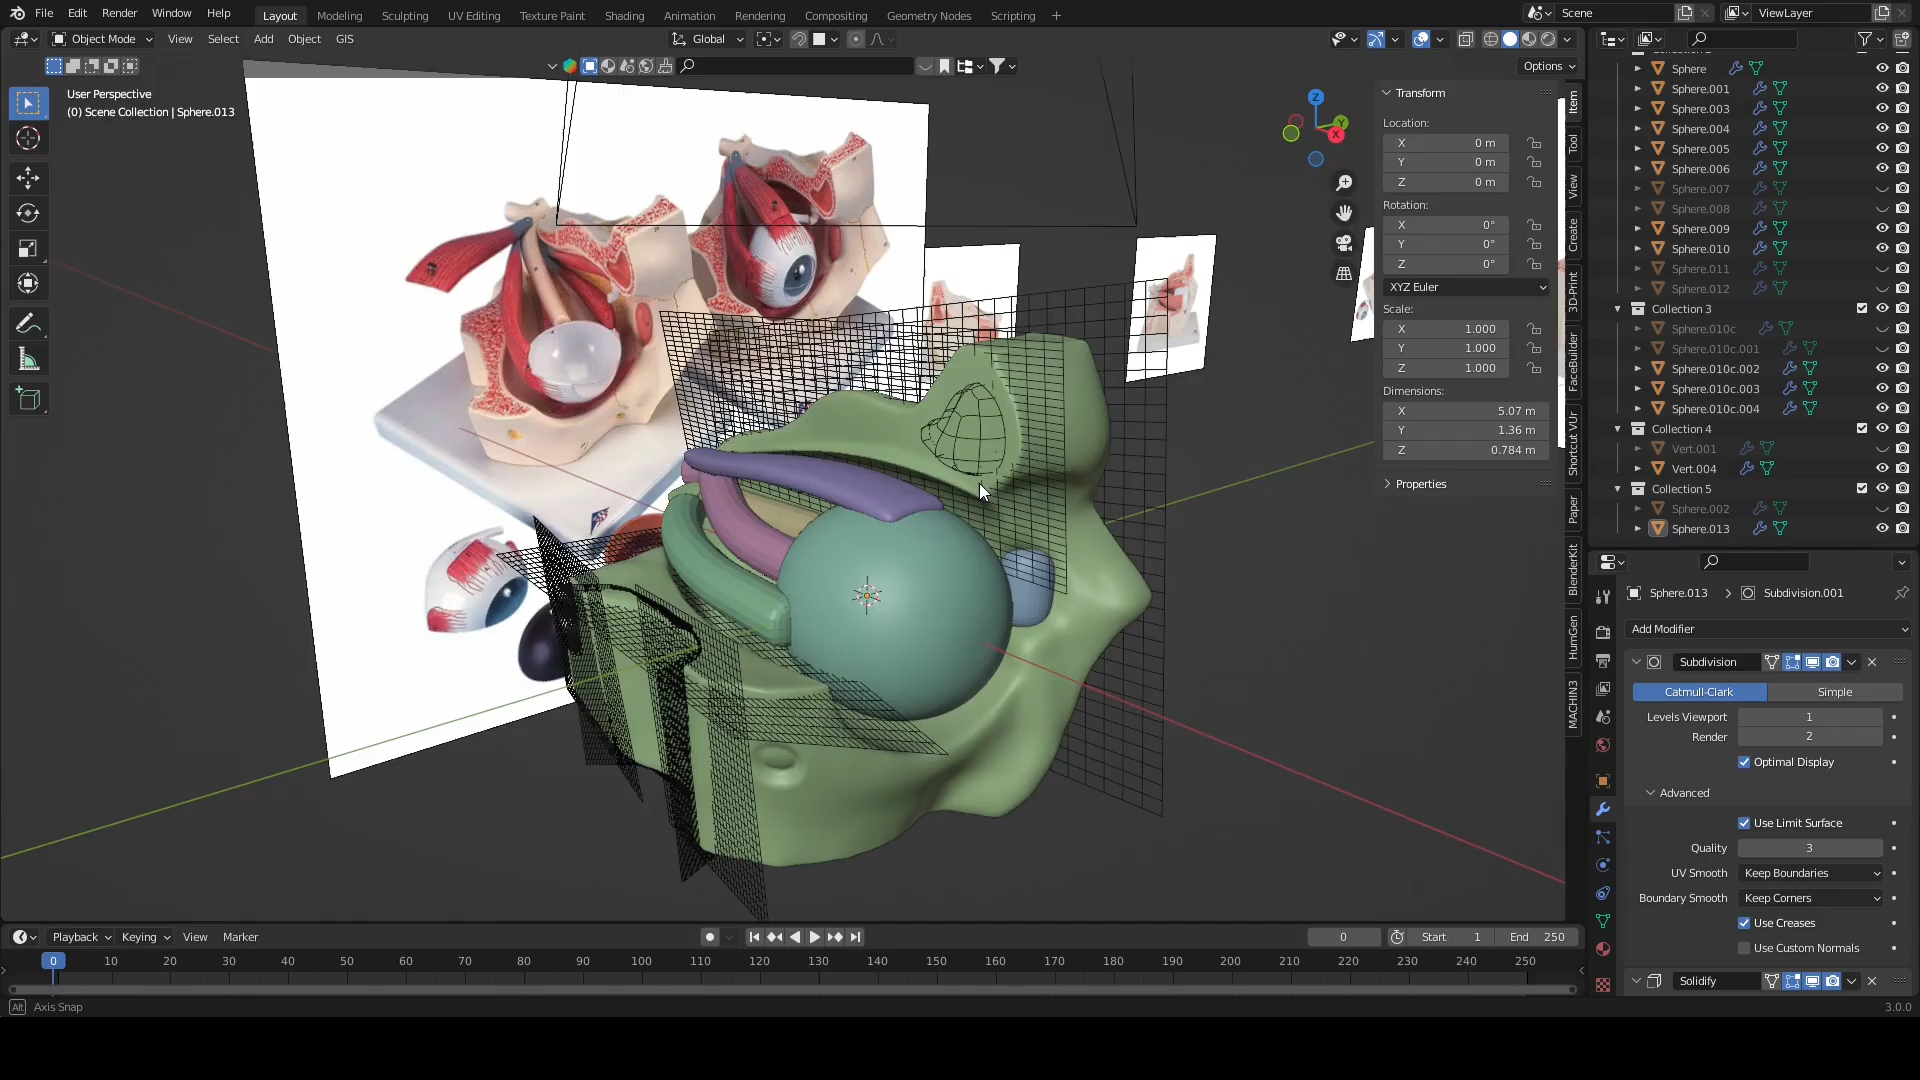 File Edit Render Window Help Layout Modeling Sculpting UV Editing Texture Paint Shading Animation Rendering Compositing Geometry Nodes Scripting + Scene ViewLayer
Object Mode View Select Add Object GIS Global
Options
User Perspective
(0) Scene Collection | Sphere.013
Z
Y
X
Transform
Location:
X 0 m
Y 0 m
Z 0 m
Rotation:
X 0°
Y 0°
Z 0°
XYZ Euler
Scale:
X 1.000
Y 1.000
Z 1.000
Dimensions:
X 5.07 m
Y 1.36 m
Z 0.784 m
Properties
Item
Tool
View
Create
3D-Print
FaceBuilder
Shortcut VUr
Paper
BlenderKit
HumGen
MACHIN3
Sphere
Sphere.001
Sphere.003
Sphere.004
Sphere.005
Sphere.006
Sphere.007
Sphere.008
Sphere.009
Sphere.010
Sphere.011
Sphere.012
Collection 3
Sphere.010c
Sphere.010c.001
Sphere.010c.002
Sphere.010c.003
Sphere.010c.004
Collection 4
Vert.001
Vert.004
Collection 5
Sphere.002
Sphere.013
Sphere.013 Subdivision.001
Add Modifier
Subdivision
Catmull-Clark Simple
Levels Viewport 1
Render 2
Optimal Display
Advanced
Use Limit Surface
Quality 3
UV Smooth Keep Boundaries
Boundary Smooth Keep Corners
Use Creases
Use Custom Normals
Solidify
Playback Keying View Marker 0 Start 1 End 250
0 10 20 30 40 50 60 70 80 90 100 110 120 130 140 150 160 170 180 190 200 210 220 230 240 250
Alt Axis Snap 3.0.0